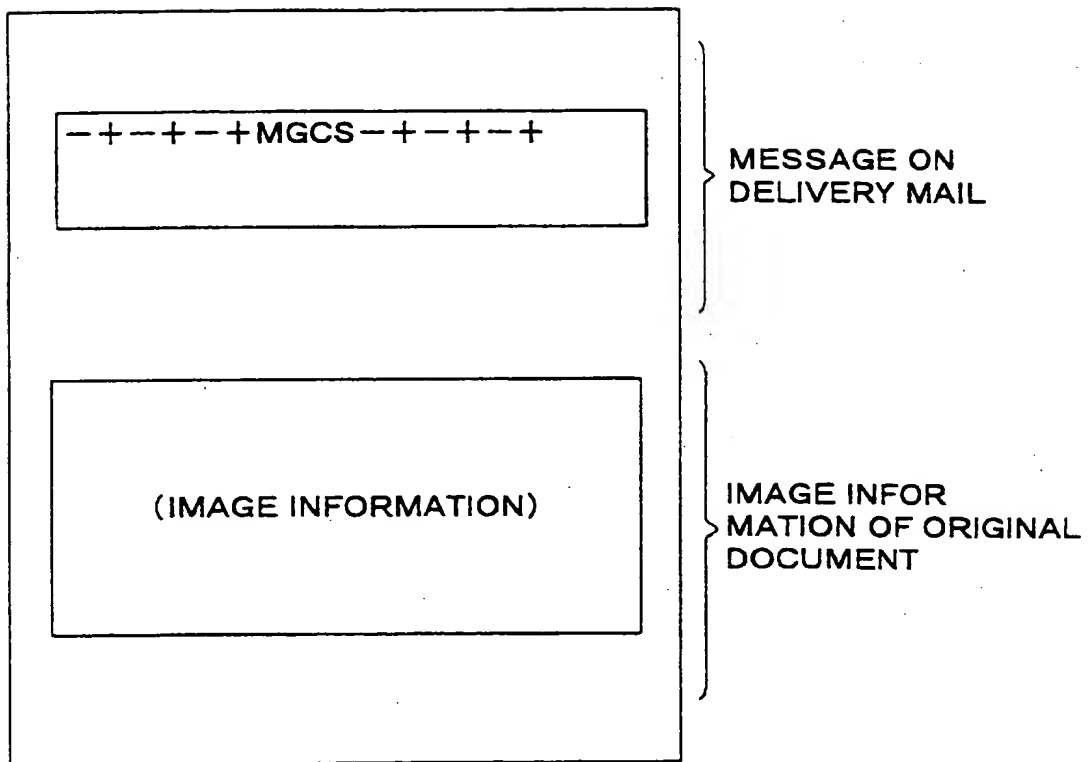 -+-+-+MGCS-+-+-+
MESSAGE ON
DELIVERY MAIL
(IMAGE INFORMATION)
IMAGE INFOR
MATION OF ORIGINAL
DOCUMENT